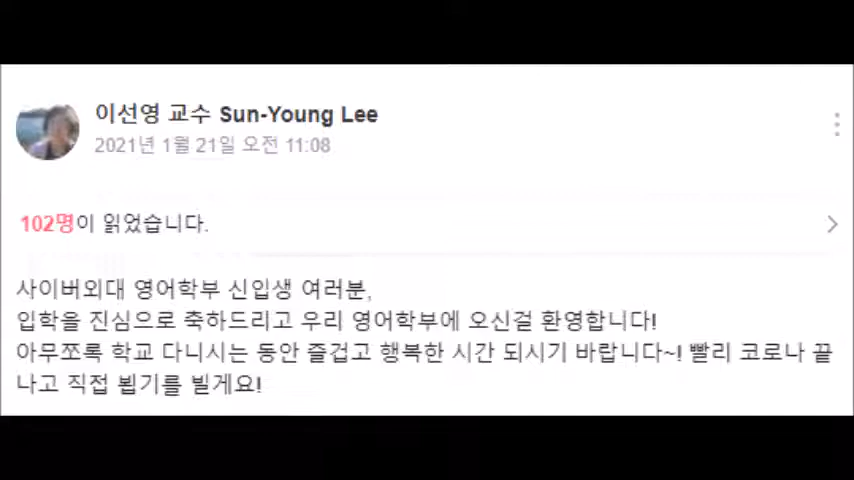 이선영 교수 Sun-Young Lee
2021년 1월 21일 오전 11:08
102명이 읽었습니다.
사이버외대 영어학부 신입생 여러분,
입학을 진심으로 축하드리고 우리 영어학부에 오신걸 환영합니다!
아무쪼록 학교 다니시는 동안 즐겁고 행복한 시간 되시기 바랍니다~! 빨리 코로나 끝
나고 직접 뵙기를 빌게요!